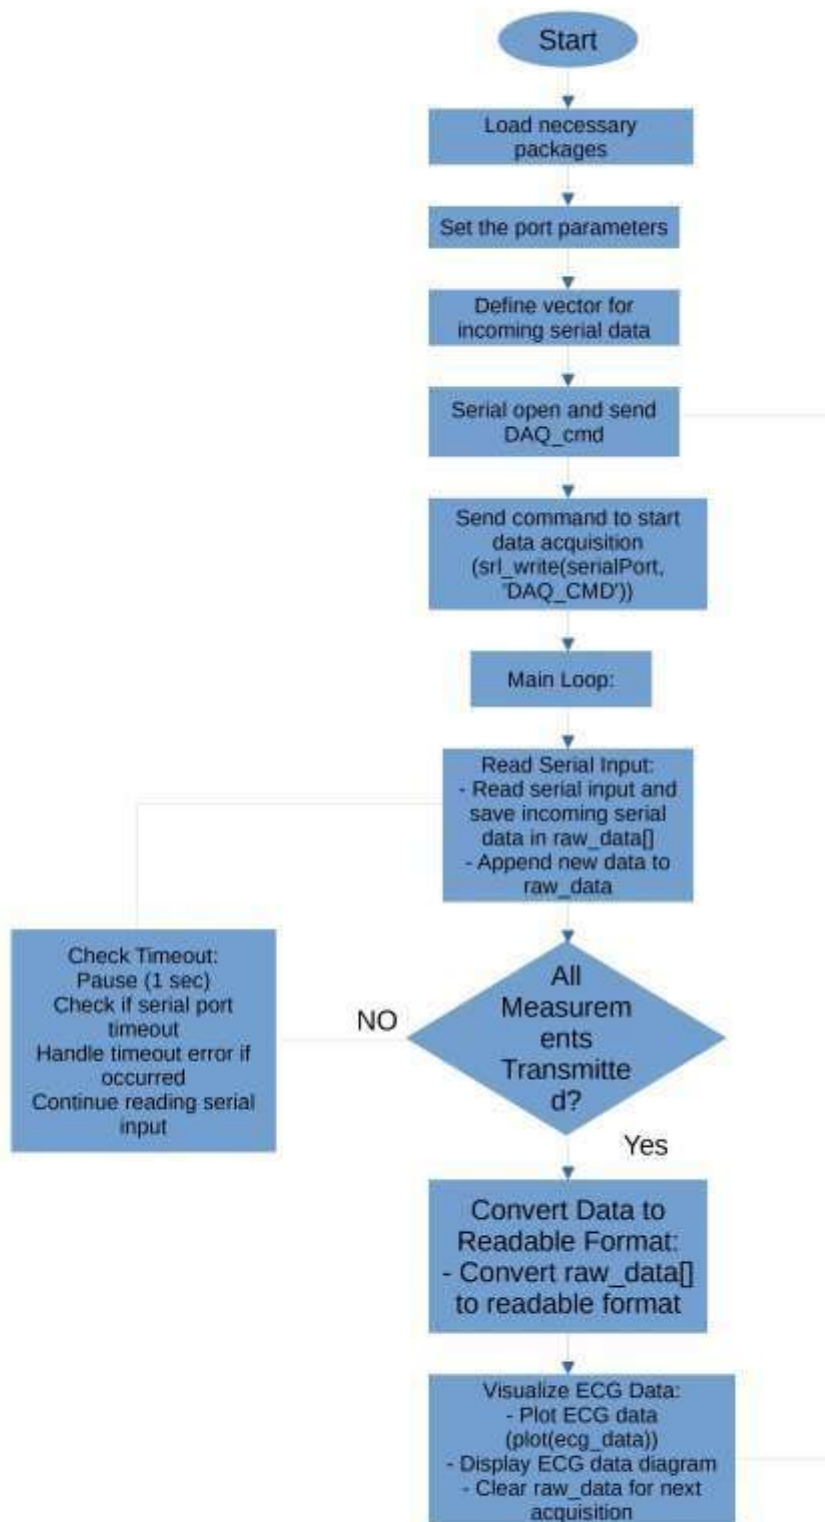 Start
Load necessary
packages
Set the port parameters
Define vector for
incoming serial data
Serial open and send
DAQ_cmd
Send command to start
data acquisition
(srl_write(serialPort,
'DAQ_CMD'))
Main Loop:
Read Serial Input:
- Read serial input and
save incoming serial
data in raw_data[]
- Append new data to
raw_data
Check Timeout:
Pause (1 sec)
Check if serial port
timeout
Handle timeout error if
occurred
Continue reading serial
input
NO
All
Measurem
ents
Transmitte
d?
Yes
Convert Data to
Readable Format:
- Convert raw_data[]
to readable format
Visualize ECG Data:
- Plot ECG data
(plot(ecg_data))
- Display ECG data diagram
- Clear raw_data for next
acquisition